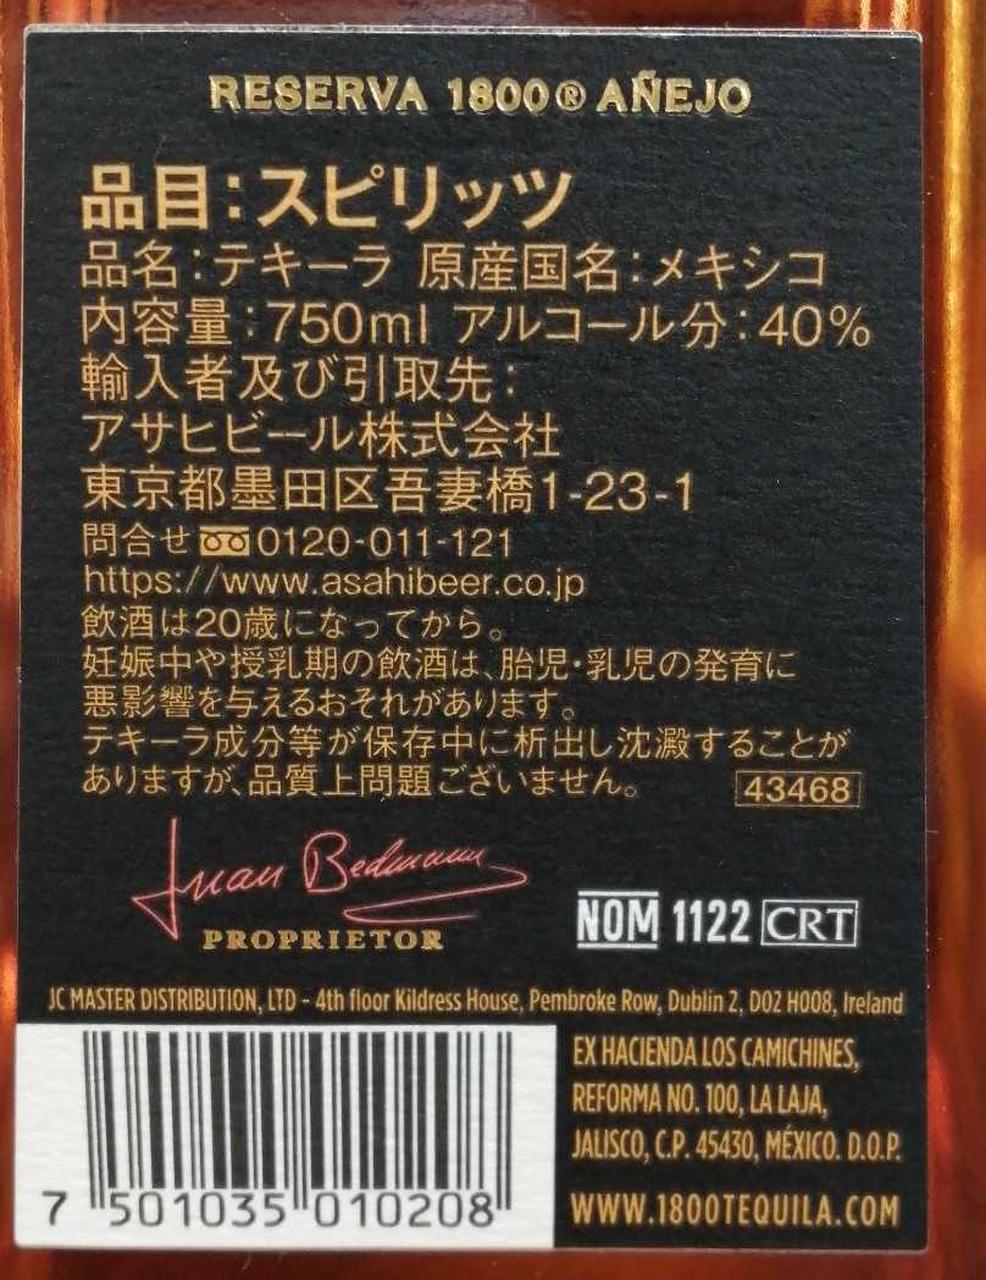 RESERVA 1800® AÑEJO
品目:スピリッツ
品名:テキーラ 原産国名:メキシコ
内容量:750ml アルコール分:40%
輸入者及び引取先:
アサヒビール株式会社
東京都墨田区吾妻橋1-23-1
問合せ 0120-011-121
https://www.asahibeer.co.jp
飲酒は20歳になってから。
妊娠中や授乳期の飲酒は、胎児・乳児の発育に
悪影響を与えるおそれがあります。
テキーラ成分等が保存中に析出し沈澱することが
ありますが、品質上問題ございません。
43468
Juan Beckmann
PROPRIETOR
NOM 1122 CRT
JC MASTER DISTRIBUTION, LTD - 4th floor Kildress House, Pembroke Row, Dublin 2, D02 H008, Ireland
EX HACIENDA LOS CAMICHINES,
REFORMA NO. 100, LA LAJA,
JALISCO, C.P. 45430, MÉXICO. D.O.P.
WWW.1800TEQUILA.COM
7 501035 010208